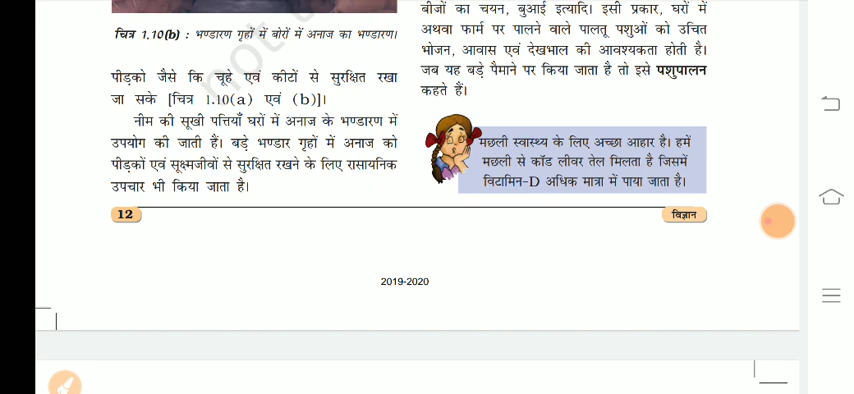 चित्र 1.10(b) : भण्डारण गृहों में बोरों में अनाज का भण्डारण।
पीड़को जैसे कि चूहे एवं कीटों से सुरक्षित रखा
जा सके [चित्र 1.10(a) एवं (b)]।
नीम की सूखी पत्तियाँ घरों में अनाज के भण्डारण में
उपयोग की जाती हैं। बड़े भण्डार गृहों में अनाज को
पीड़कों एवं सूक्ष्मजीवों से सुरक्षित रखने के लिए रासायनिक
उपचार भी किया जाता है।
बीजों का चयन, बुआई इत्यादि। इसी प्रकार, घरों में
अथवा फार्म पर पालने वाले पालतू पशुओं को उचित
भोजन, आवास एवं देखभाल की आवश्यकता होती है।
जब यह बड़े पैमाने पर किया जाता है तो इसे पशुपालन
कहते हैं।
मछली स्वास्थ्य के लिए अच्छा आहार है। हमें
मछली से कॉड लीवर तेल मिलता है जिसमें
विटामिन-D अधिक मात्रा में पाया जाता है।
12
विज्ञान
2019-2020
not t